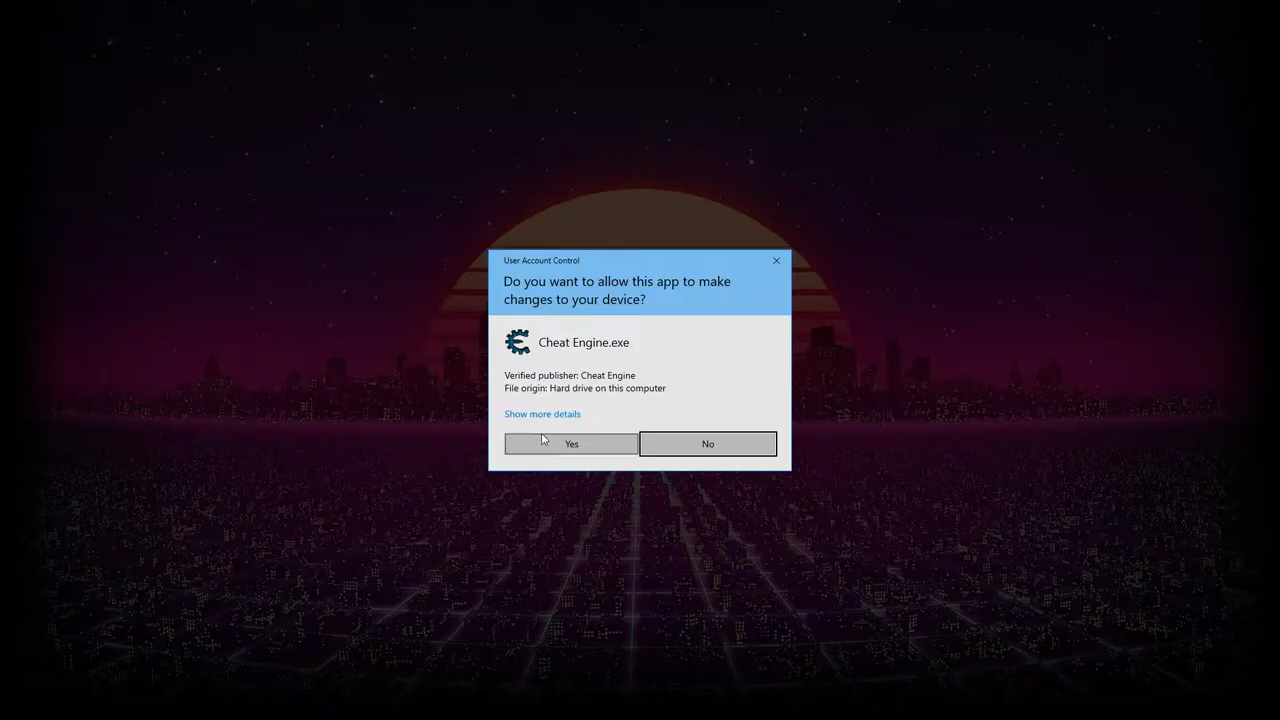 User Account Control
Do you want to allow this app to make
changes to your device?
Cheat Engine.exe
Verified publisher: Cheat Engine
File origin: Hard drive on this computer
Show more details
Yes
No